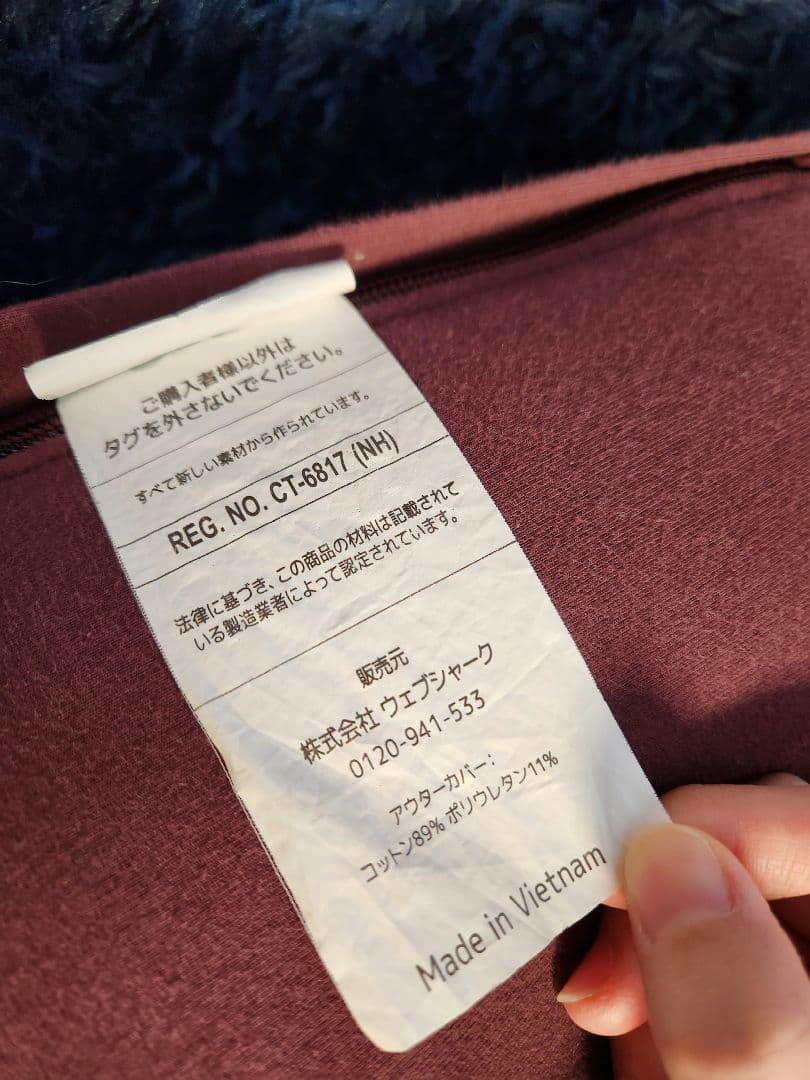 ご購入者様以外は
タグを外さないでください。
すべて新しい素材から作られています。
REG. NO. CT-6817 (NH)
法律に基づき、この商品の材料は記載されて
いる製造業者によって認定されています。
販売元
株式会社 ウェブシャーク
0120-941-533
アウターカバー:
コットン89% ポリウレタン11%
Made in Vietnam